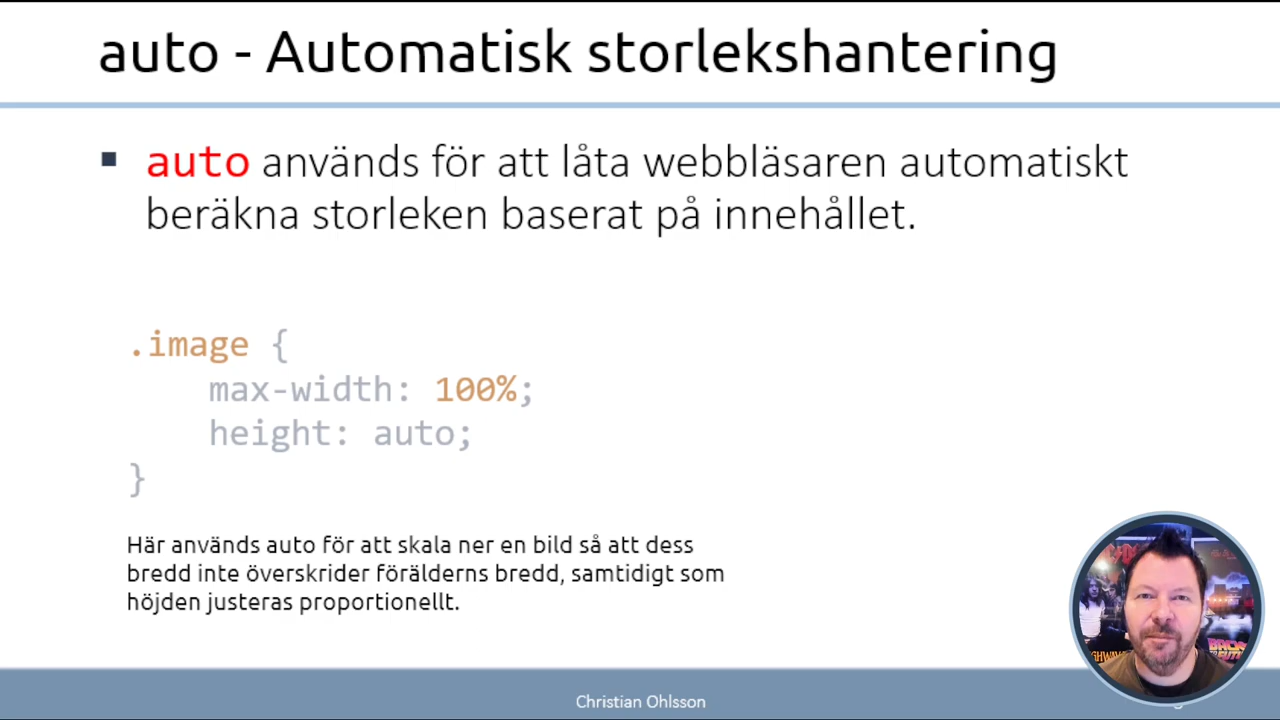 auto - Automatisk storlekshantering
auto används för att låta webbläsaren automatiskt
beräkna storleken baserat på innehållet.
.image {
max-width: 100%;
height: auto;
}
Här används auto för att skala ner en bild så att dess
bredd inte överskrider förälderns bredd, samtidigt som
höjden justeras proportionellt.
Christian Ohlsson